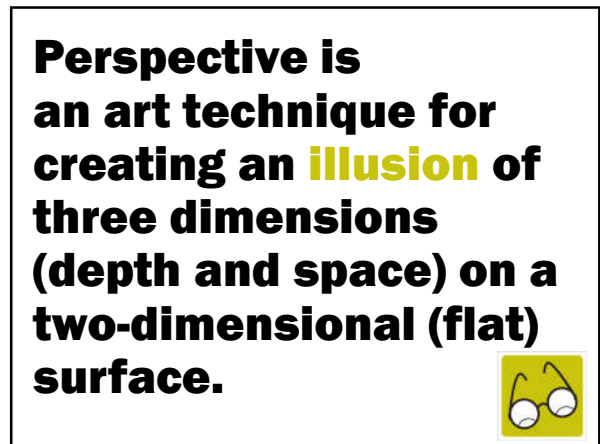 Perspective is
an art technique for
creating an illusion of
three dimensions
(depth and space) on a
two-dimensional (flat)
surface.